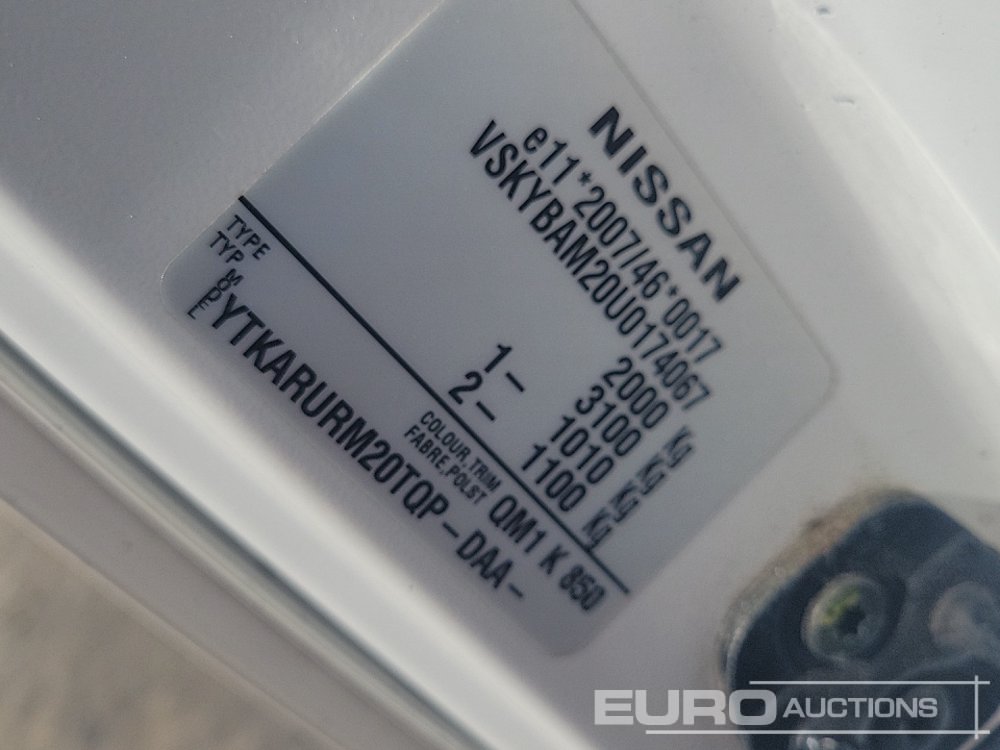 NISSAN
e11*2007/46*0017
VSKYBAM20U0174067
2000 Kg
3100 Kg
1- 1010 Kg
2- 1100 Kg
TYPE
TYP
MODEL
COLOUR,TRIM
FABRE,POLST
QM1 K 850
YTKARURM20TQP-DAA-
EURO AUCTIONS